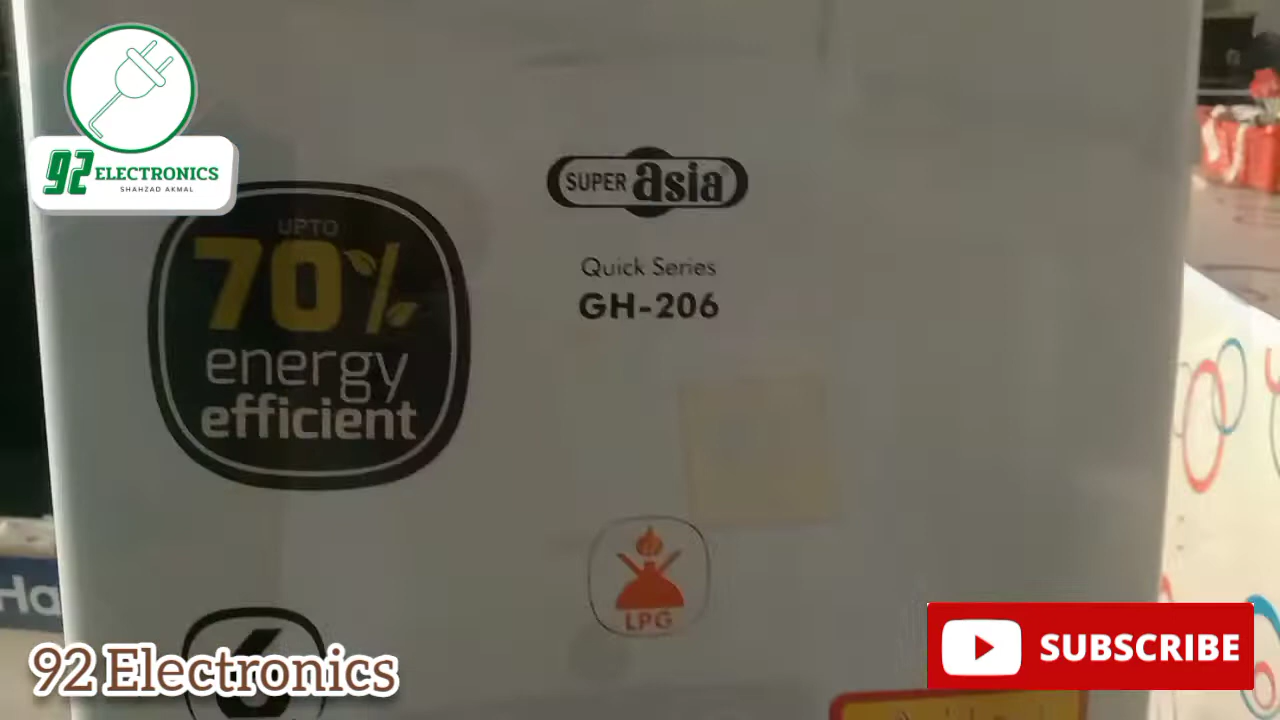 92 ELECTRONICS
SHAHZAD AKMAL
SUPER asia
UPTO
70%
energy
efficient
Quick Series
GH-206
LPG
Ha
6
92 Electronics
SUBSCRIBE